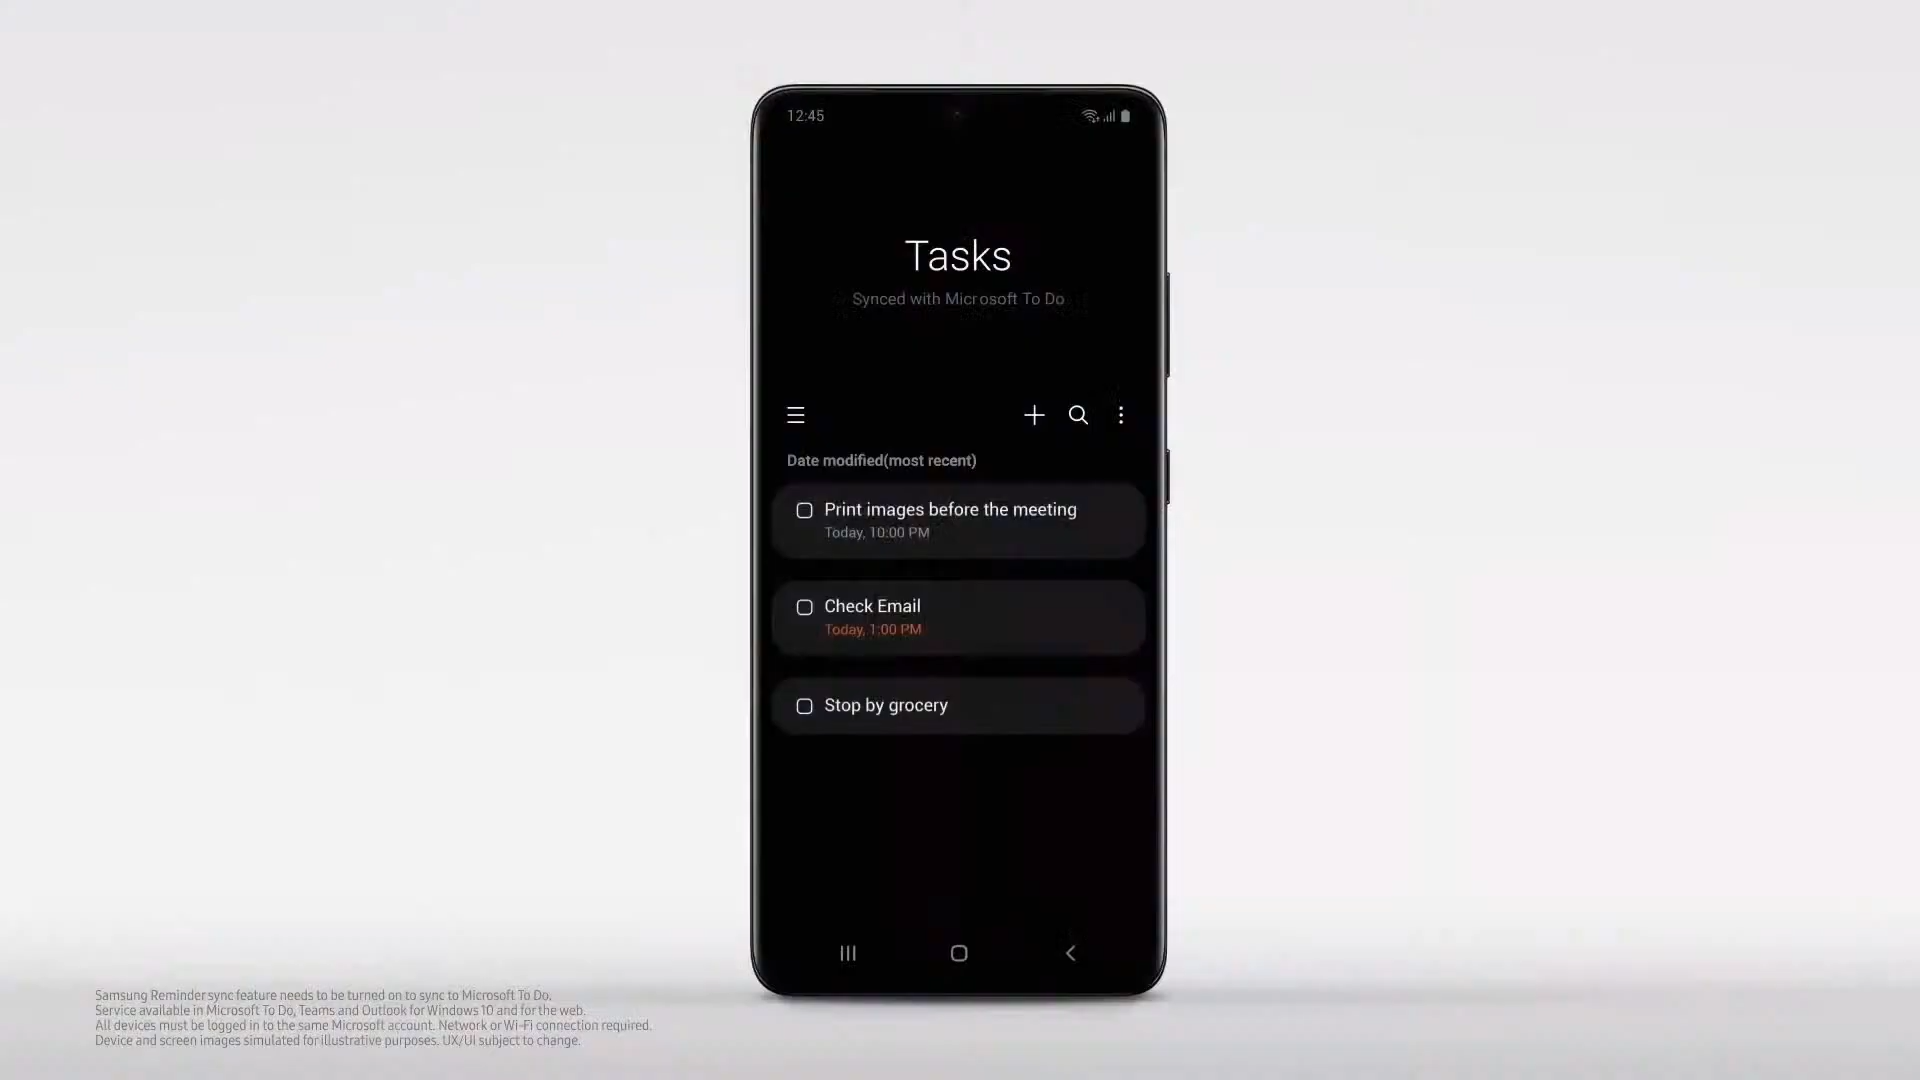 12:45
Tasks
Synced with Microsoft To Do
Date modified(most recent)
Print images before the meeting
Today, 10:00 PM
Check Email
Today, 1:00 PM
Stop by grocery
Samsung Reminder sync feature needs to be turned on to sync to Microsoft To Do,
Service available in Microsoft To Do, Teams and Outlook for Windows 10 and for the web.
All devices must be logged in to the same Microsoft account. Network or Wi-Fi connection required.
Device and screen images simulated for illustrative purposes. UX/UI subject to change.